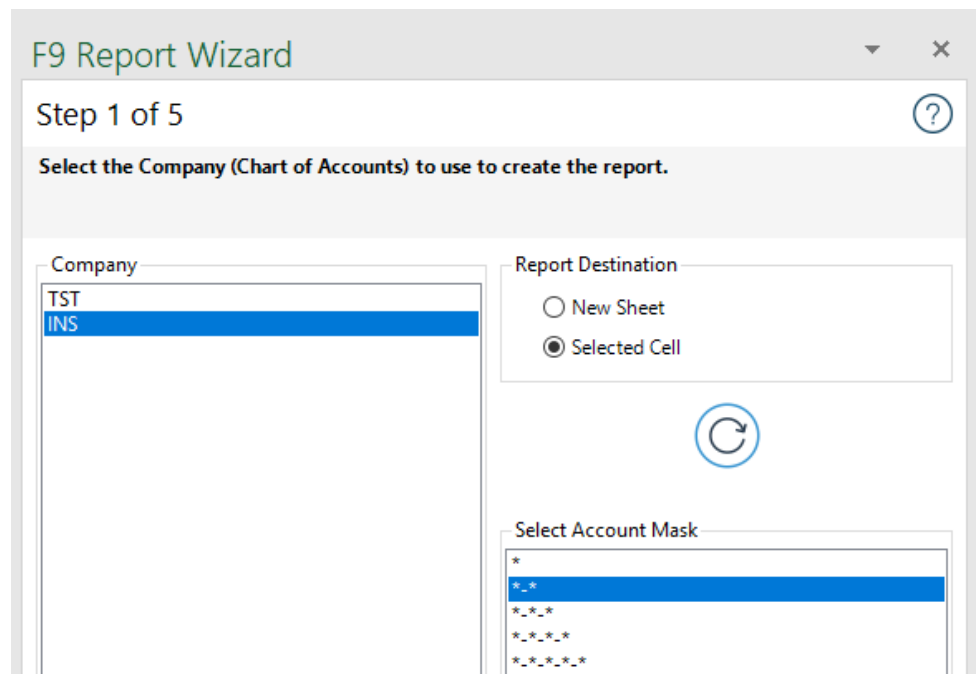 F9 Report Wizard
Step 1 of 5
?
Select the Company (Chart of Accounts) to use to create the report.
Company
TST
INS
Report Destination
New Sheet
Selected Cell
Select Account Mask
*
*-*
*-*-*
*-*-*-*
*-*-*-*-*